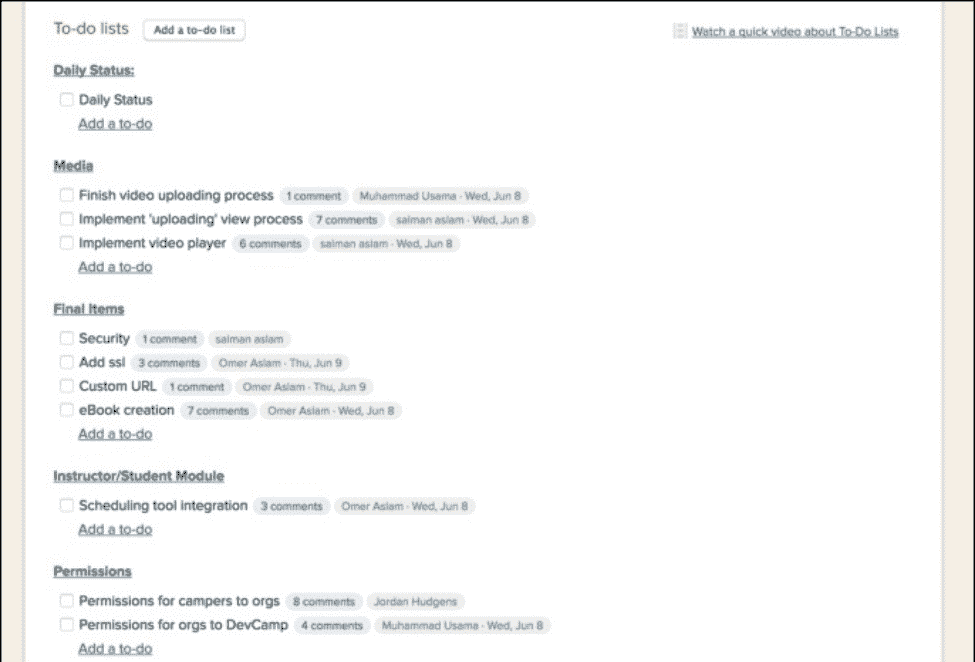 To-do lists Add a to-do list Watch a quick video about To-Do Lists
Daily Status:
Daily Status
Add a to-do
Media
Finish video uploading process 1 comment Muhammad Usama · Wed, Jun 8
Implement 'uploading' view process 7 comments salman aslam · Wed, Jun 8
Implement video player 6 comments salman aslam · Wed, Jun 8
Add a to-do
Final Items
Security 1 comment salman aslam
Add ssl 3 comments Omer Aslam · Thu, Jun 9
Custom URL 1 comment Omer Aslam · Thu, Jun 9
eBook creation 7 comments Omer Aslam · Wed, Jun 8
Add a to-do
Instructor/Student Module
Scheduling tool integration 3 comments Omer Aslam · Wed, Jun 8
Add a to-do
Permissions
Permissions for campers to orgs 8 comments Jordan Hudgens
Permissions for orgs to DevCamp 4 comments Muhammad Usama · Wed, Jun 8
Add a to-do